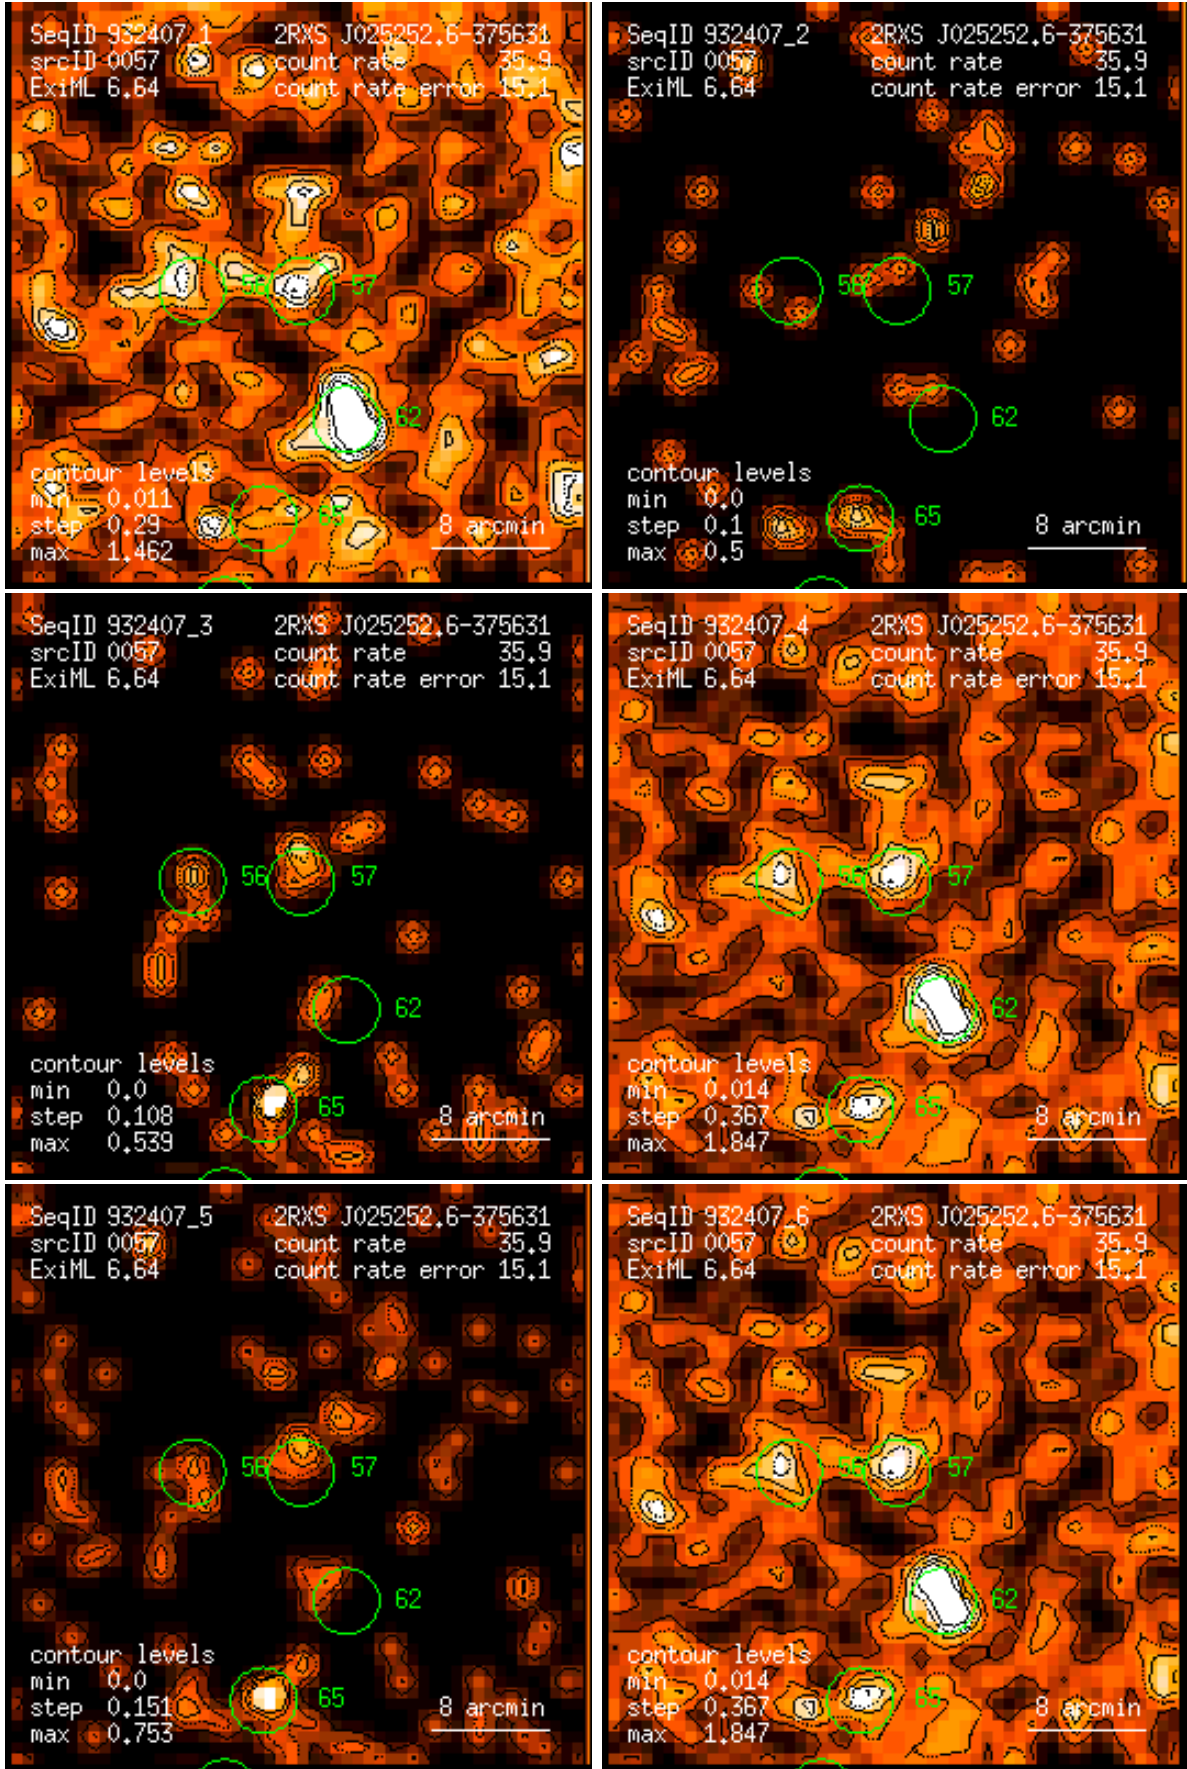 SeqID 932407_1 2RXS J025252.6-375631
srcID 0057 count rate 35.9
ExiML 6.64 count rate error 15.1
56 57
62
contour levels
min 0.011
65
step 0.29 8 arcmin
max 1.462
SeqID 932407_2 2RXS J025252.6-375631
srcID 0057 count rate 35.9
ExiML 6.64 count rate error 15.1
56 57
62
contour levels
min 0.0
65
step 0.1 8 arcmin
max 0.5
SeqID 932407_3 2RXS J025252.6-375631
srcID 0057 count rate 35.9
ExiML 6.64 count rate error 15.1
56 57
62
contour levels
min 0.0
65
step 0.108 8 arcmin
max 0.539
SeqID 932407_4 2RXS J025252.6-375631
srcID 0057 count rate 35.9
ExiML 6.64 count rate error 15.1
56 57
62
contour levels
min 0.014
65
step 0.367 8 arcmin
max 1.847
SeqID 932407_5 2RXS J025252.6-375631
srcID 0057 count rate 35.9
ExiML 6.64 count rate error 15.1
56 57
62
contour levels
min 0.0
65
step 0.151 8 arcmin
max 0.753
SeqID 932407_6 2RXS J025252.6-375631
srcID 0057 count rate 35.9
ExiML 6.64 count rate error 15.1
56 57
62
contour levels
min 0.014
65
step 0.367 8 arcmin
max 1.847